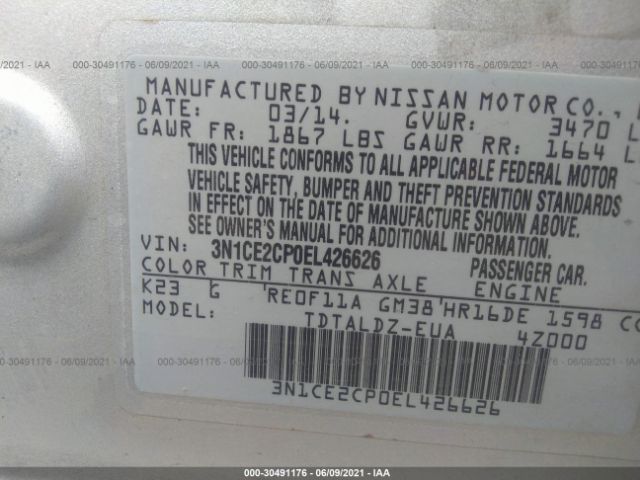 000-30491176 - 06/09/2021 - IAA
MANUFACTURED BY NISSAN MOTOR CO.,
DATE: 03/14. GVWR: 3470 L
GAWR FR: 1867 LBS GAWR RR: 1664 L
THIS VEHICLE CONFORMS TO ALL APPLICABLE FEDERAL MOTOR
VEHICLE SAFETY, BUMPER AND THEFT PREVENTION STANDARDS
IN EFFECT ON THE DATE OF MANUFACTURE SHOWN ABOVE.
SEE OWNER'S MANUAL FOR ADDITIONAL INFORMATION.
VIN: 3N1CE2CP0EL426626 PASSENGER CAR.
COLOR TRIM TRANS AXLE ENGINE
K23 G 'RE0F11A GM38'HR16DE 1598 CC
MODEL: TDTALDZ-EUA 4Z000
3N1CE2CP0EL426626
000-30491176 - 06/09/2021 - IAA